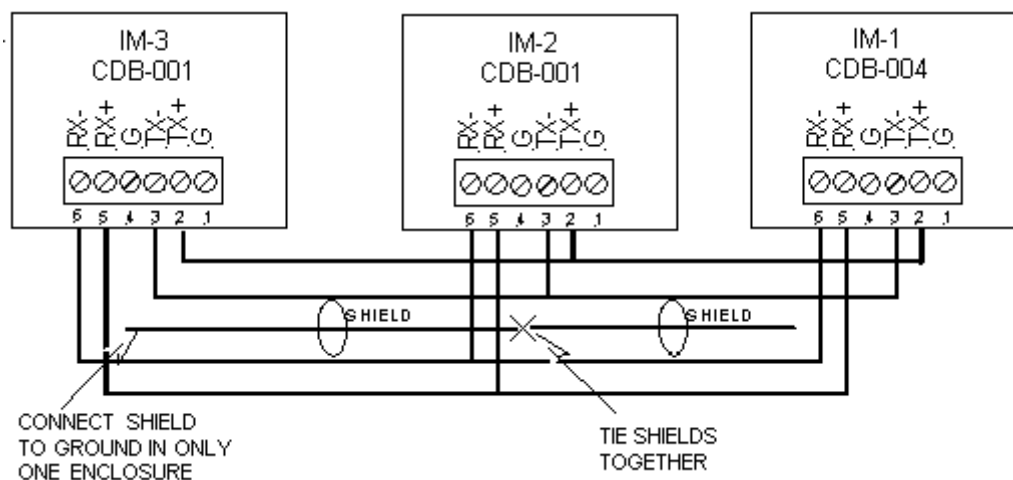 IM-3
CDB-001
RX- RX+ G TX- TX+ G
6 5 4 3 2 1
IM-2
CDB-001
RX- RX+ G TX- TX+ G
6 5 4 3 2 1
IM-1
CDB-004
RX- RX+ G TX- TX+ G
6 5 4 3 2 1
SHIELD
SHIELD
CONNECT SHIELD
TO GROUND IN ONLY
ONE ENCLOSURE
TIE SHIELDS
TOGETHER